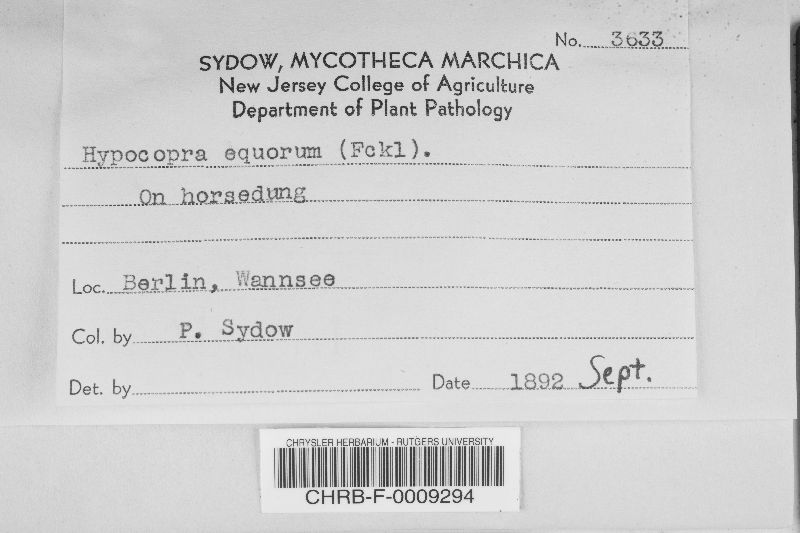 No. 3633
SYDOW, MYCOTHECA MARCHICA
New Jersey College of Agriculture
Department of Plant Pathology
Hypocopra equorum (Fckl).
On horsedung
Loc. Berlin, Wannsee
Col. by P. Sydow
Det. by
Date 1892 Sept.
CHRYSLER HERBARIUM - RUTGERS UNIVERSITY
CHRB-F-0009294